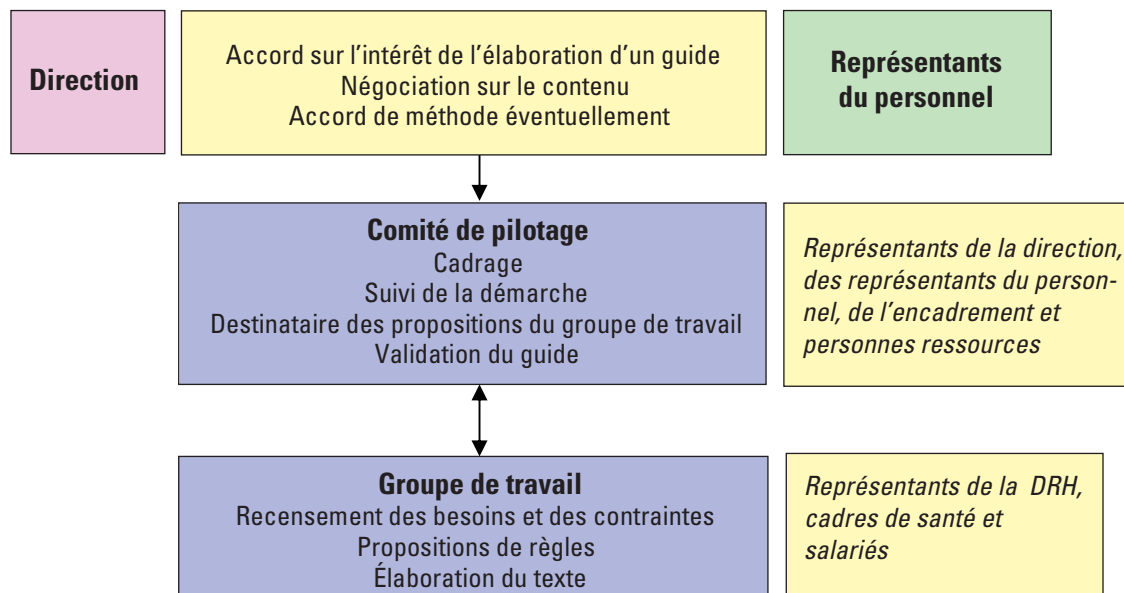 Direction
Accord sur l’intérêt de l’élaboration d’un guide
Négociation sur le contenu
Accord de méthode éventuellement
Représentants
du personnel
Comité de pilotage
Cadrage
Suivi de la démarche
Destinataire des propositions du groupe de travail
Validation du guide
Représentants de la direction,
des représentants du person-
nel, de l’encadrement et
personnes ressources
Groupe de travail
Recensement des besoins et des contraintes
Propositions de règles
Élaboration du texte
Représentants de la DRH,
cadres de santé et
salariés